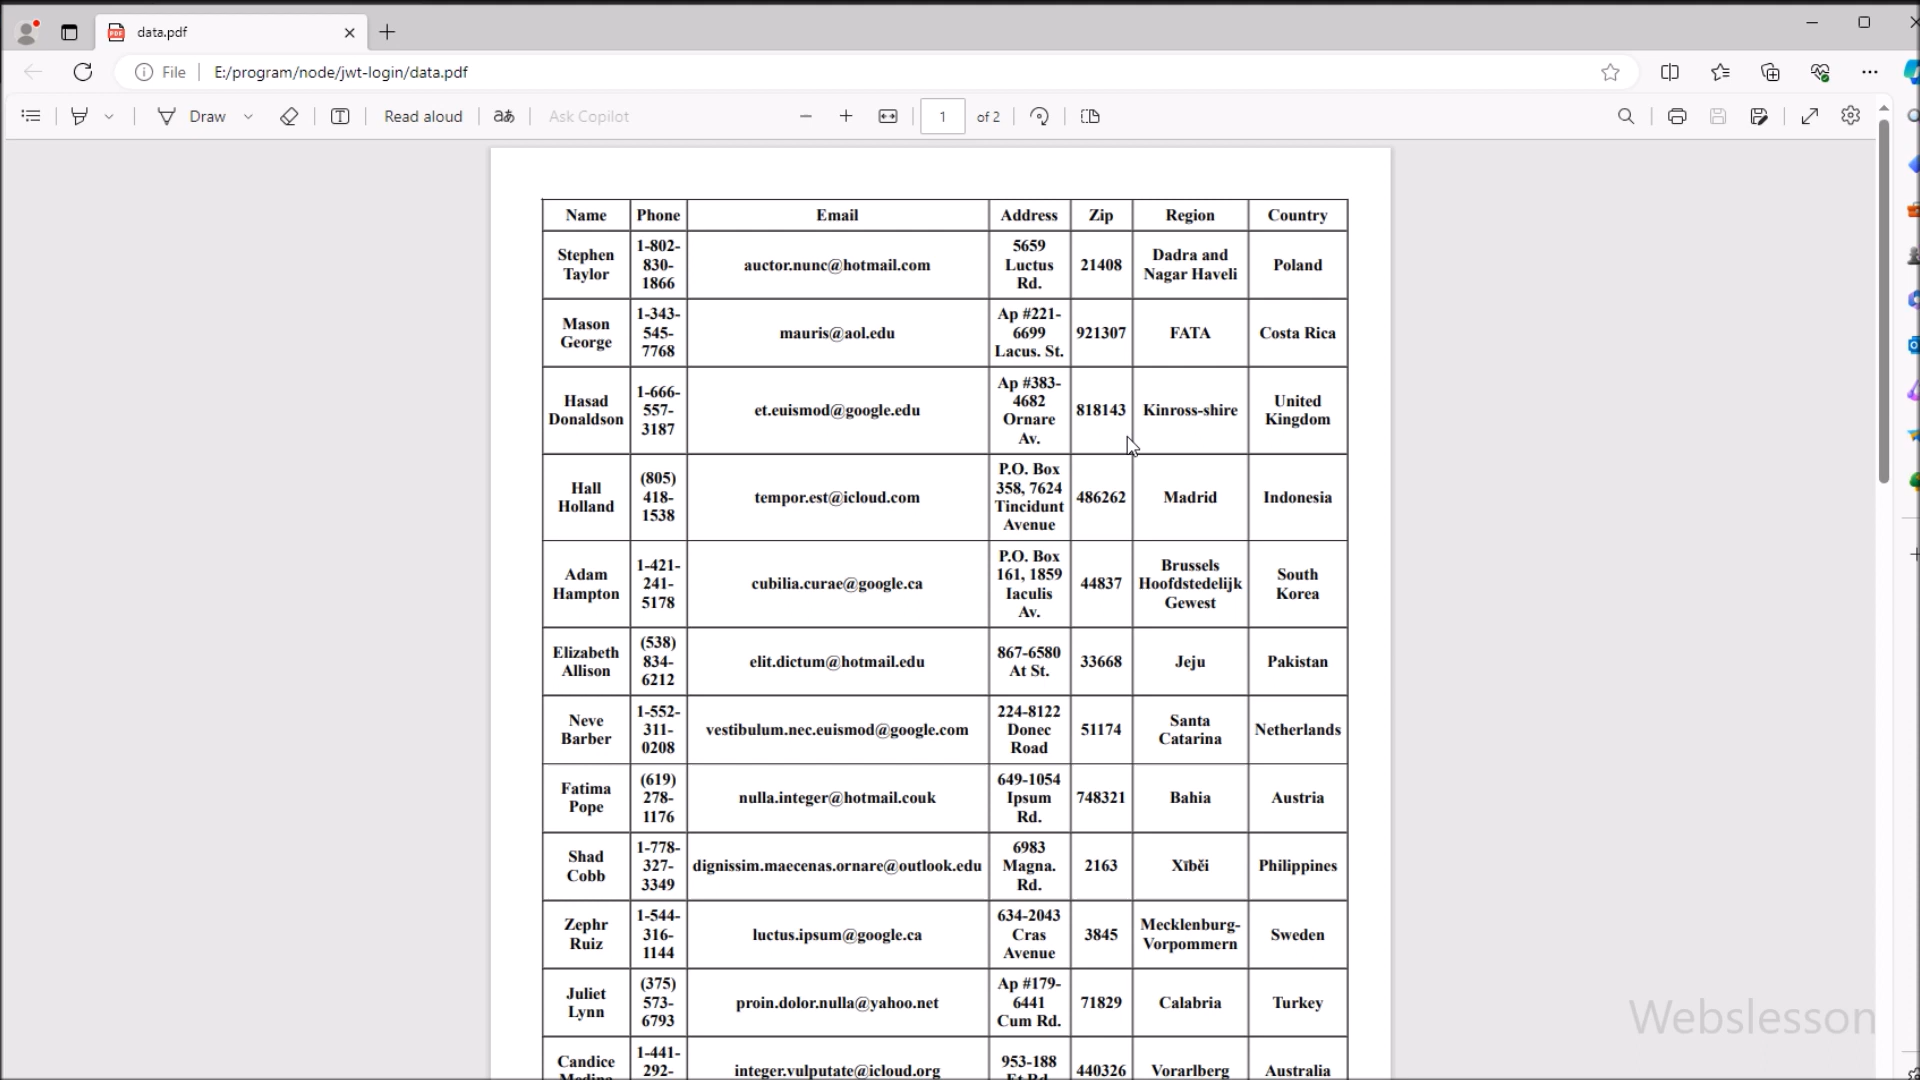 data.pdf
File E:/program/node/jwt-login/data.pdf
Draw Read aloud aあ Ask Copilot 1 of 2
Name Phone Email Address Zip Region Country
Stephen Taylor 1-802-830-1866 auctor.nunc@hotmail.com 5659 Luctus Rd. 21408 Dadra and Nagar Haveli Poland
Mason George 1-343-545-7768 mauris@aol.edu Ap #221-6699 Lacus. St. 921307 FATA Costa Rica
Hasad Donaldson 1-666-557-3187 et.euismod@google.edu Ap #383-4682 Ornare Av. 818143 Kinross-shire United Kingdom
Hall Holland (805) 418-1538 tempor.est@icloud.com P.O. Box 358, 7624 Tincidunt Avenue 486262 Madrid Indonesia
Adam Hampton 1-421-241-5178 cubilia.curae@google.ca P.O. Box 161, 1859 Iaculis Av. 44837 Brussels Hoofdstedelijk Gewest South Korea
Elizabeth Allison (538) 834-6212 elit.dictum@hotmail.edu 867-6580 At St. 33668 Jeju Pakistan
Neve Barber 1-552-311-0208 vestibulum.nec.euismod@google.com 224-8122 Donec Road 51174 Santa Catarina Netherlands
Fatima Pope (619) 278-1176 nulla.integer@hotmail.couk 649-1054 Ipsum Rd. 748321 Bahia Austria
Shad Cobb 1-778-327-3349 dignissim.maecenas.ornare@outlook.edu 6983 Magna. Rd. 2163 Xīběi Philippines
Zephr Ruiz 1-544-316-1144 luctus.ipsum@google.ca 634-2043 Cras Avenue 3845 Mecklenburg-Vorpommern Sweden
Juliet Lynn (375) 573-6793 proin.dolor.nulla@yahoo.net Ap #179-6441 Cum Rd. 71829 Calabria Turkey
Candice 1-441-292- integer.vulputate@icloud.org 953-188 440326 Vorarlberg Australia
Webslesson